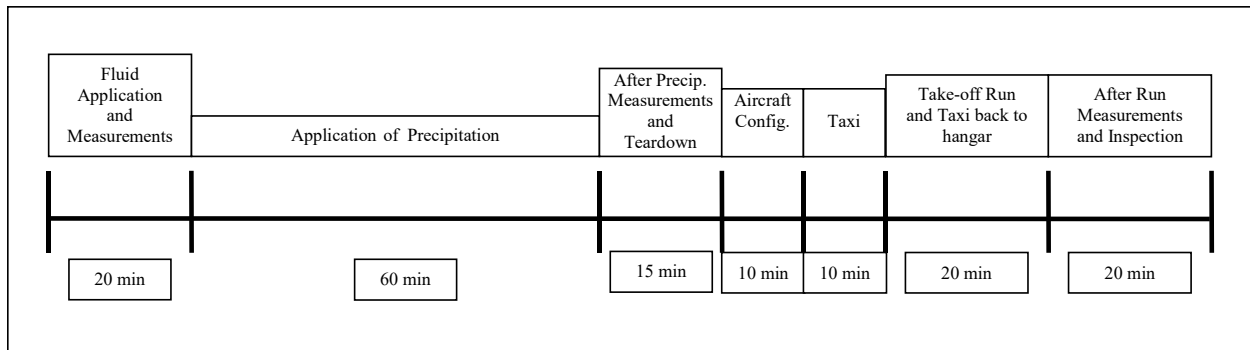 Fluid
Application
and
Measurements
Application of Precipitation
After Precip.
Measurements
and
Teardown
Aircraft
Config.
Taxi
Take-off Run
and Taxi back to
hangar
After Run
Measurements
and Inspection
20 min
60 min
15 min
10 min
10 min
20 min
20 min